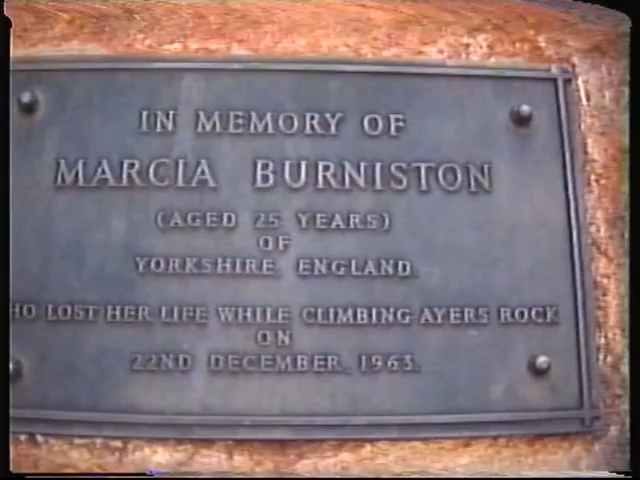 IN MEMORY OF
MARCIA BURNISTON
(AGED 25 YEARS)
OF
YORKSHIRE, ENGLAND
HO LOST HER LIFE WHILE CLIMBING AYERS ROCK
ON
22ND DECEMBER, 1963.